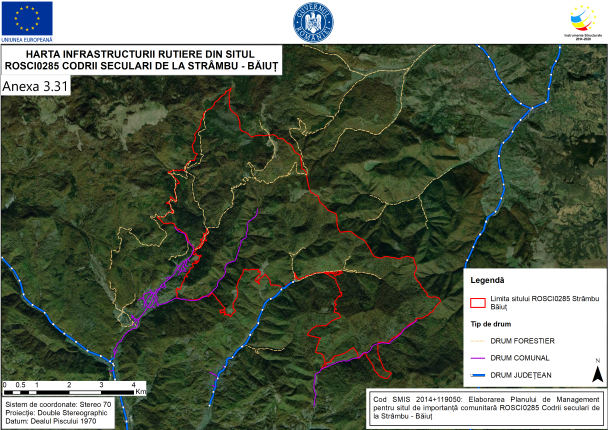 UNIUNEA EUROPEANĂ
GUVERNUL ROMÂNIEI
Instrumente Structurale
2014-2020
HARTA INFRASTRUCTURII RUTIERE DIN SITUL
ROSCI0285 CODRII SECULARI DE LA STRÂMBU - BĂIUȚ
Anexa 3.31
Legendă
Limita sitului ROSCI0285 Strâmbu
Băiuț
Tip de drum
DRUM FORESTIER
DRUM COMUNAL
DRUM JUDEȚEAN
N
0 0.5 1 2 3 4
Km
Sistem de coordonate: Stereo 70
Proiecție: Double Stereographic
Datum: Dealul Piscului 1970
Cod SMIS 2014+119050: Elaborarea Planului de Management
pentru situl de importanță comunitară ROSCI0285 Codrii seculari de
la Strâmbu - Băiuț